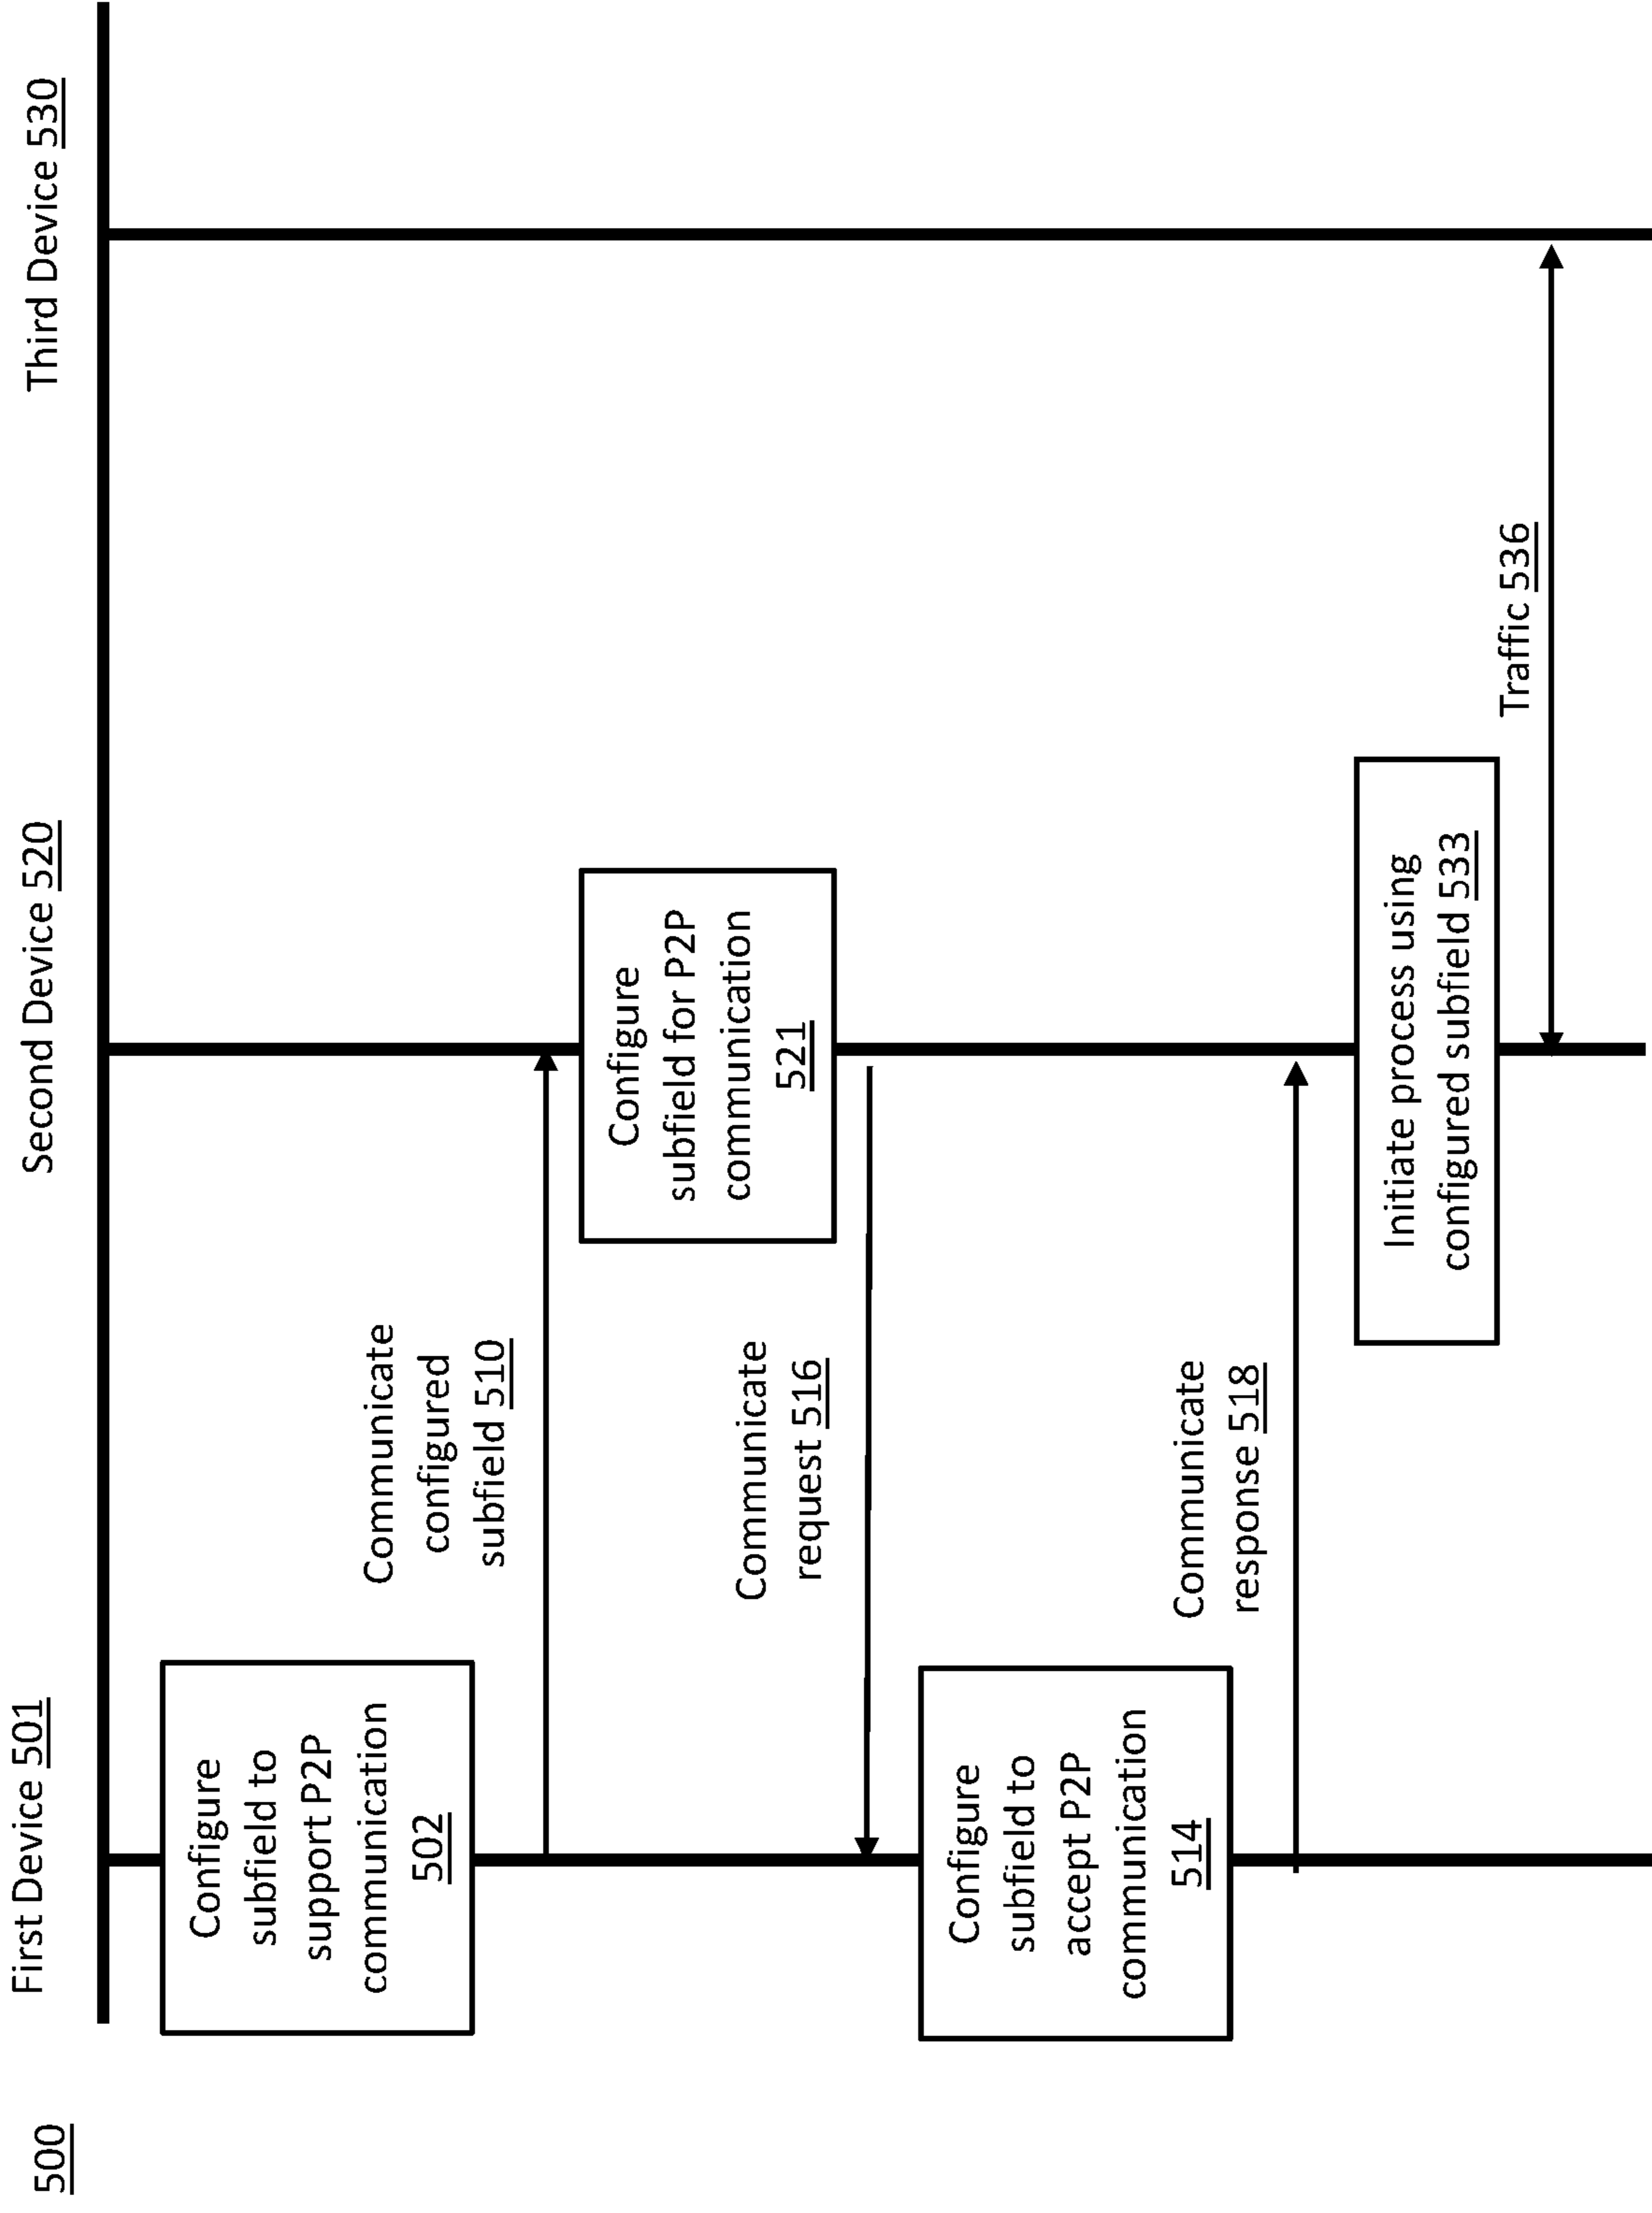 500
First Device 501
Second Device 520
Third Device 530
Configure
subfield to
support P2P
communication
502
Communicate
configured
subfield 510
Configure
subfield for P2P
communication
521
Communicate
request 516
Configure
subfield to
accept P2P
communication
514
Communicate
response 518
Initiate process using
configured subfield 533
Traffic 536